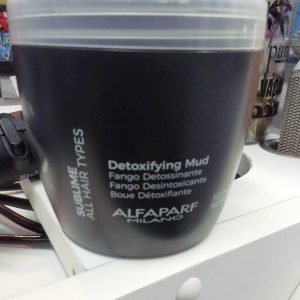 SUBLIME
ALL HAIR TYPES
Detoxifying Mud
Fango Detossinante
Fango Desintoxicante
Boue Détoxifiante
ALFAPARF
MILANO